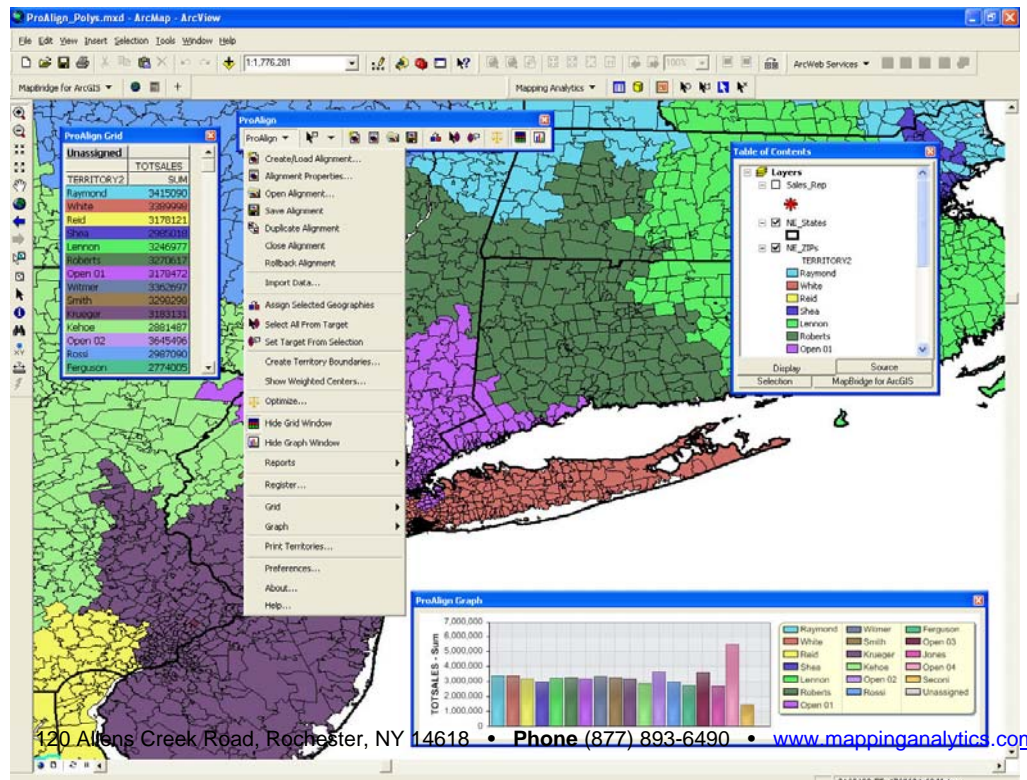 ProAlign_Polys.mxd - ArcMap - ArcView
File Edit View Insert Selection Tools Window Help
1:1,776,281
100%
ArcWeb Services
MapBridge for ArcGIS
Mapping Analytics
ProAlign Grid
Unassigned
TOTSALES
TERRITORY2 SUM
Raymond 3415090
White 3389998
Reid 3178121
Shea 2985018
Lennon 3246977
Roberts 3270617
Open 01 3178472
Witmer 3362697
Smith 3298298
Krueger 3183131
Kehoe 2881487
Open 02 3645496
Rossi 2987090
Ferguson 2774005
ProAlign
ProAlign
Create/Load Alignment...
Alignment Properties...
Open Alignment...
Save Alignment
Duplicate Alignment
Close Alignment
Rollback Alignment
Import Data...
Assign Selected Geographies
Select All From Target
Set Target From Selection
Create Territory Boundaries...
Show Weighted Centers...
Optimize...
Hide Grid Window
Hide Graph Window
Reports
Register...
Grid
Graph
Print Territories...
Preferences...
About...
Help...
Table of Contents
Layers
Sales_Rep
NE_States
NE_ZIPs
TERRITORY2
Raymond
White
Reid
Shea
Lennon
Roberts
Open 01
Display Source
Selection MapBridge for ArcGIS
ProAlign Graph
TOTSALES - Sum
7,000,000
6,000,000
5,000,000
4,000,000
3,000,000
2,000,000
1,000,000
0
Raymond Witmer Ferguson
White Smith Open 03
Reid Krueger Jones
Shea Kehoe Open 04
Lennon Open 02 Seconi
Roberts Rossi Unassigned
Open 01
120 Allens Creek Road, Rochester, NY 14618 • Phone (877) 893-6490 • www.mappinganalytics.com